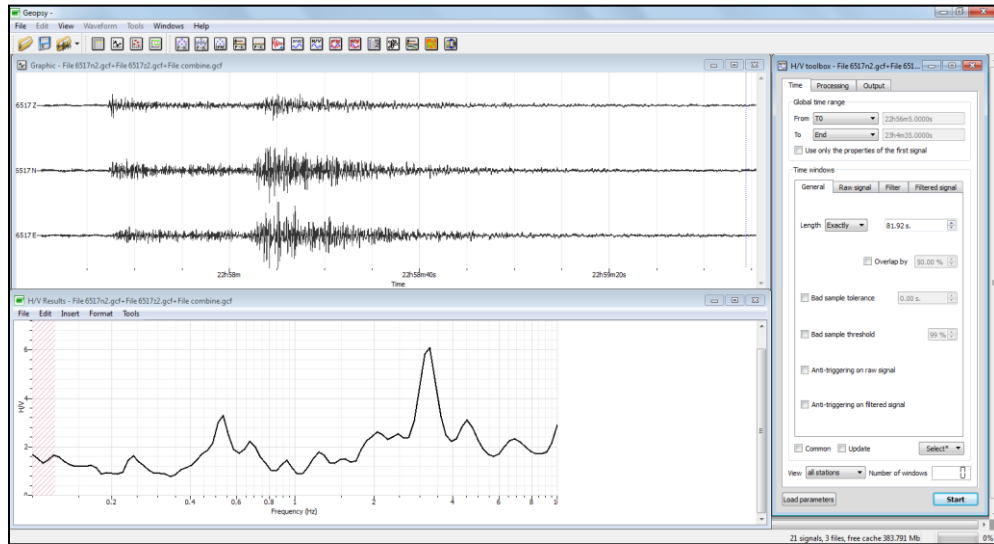 Geopsy -
File Edit View Waveform Tools Windows Help
Graphic - File 6517n2.gcf+File6517z2.gcf+File combine.gcf
6517 Z
6517 N
6517 E
22h58m 22h58m40s 22h59m20s
Time
H/V Results - File 6517n2.gcf+File6517z2.gcf+File combine.gcf
File Edit Insert Format Tools
6
4
2
0
H/V
0.2 0.4 0.6 0.8 1 2 4 6 8 10
Frequency (Hz)
H/V toolbox - File 6517n2.gcf+File 651...
Time Processing Output
Global time range
From T0 22h56m5.0000s
To End 23h4m35.0000s
Use only the properties of the first signal
Time windows
General Raw signal Filter Filtered signal
Length Exactly 81.92 s.
Overlap by 50.00 %
Bad sample tolerance 0.00 s.
Bad sample threshold 99 %
Anti-triggering on raw signal
Anti-triggering on filtered signal
Common Update Select*
View all stations Number of windows 0
Load parameters Start
21 signals, 3 files, free cache 383.791 Mb 0%